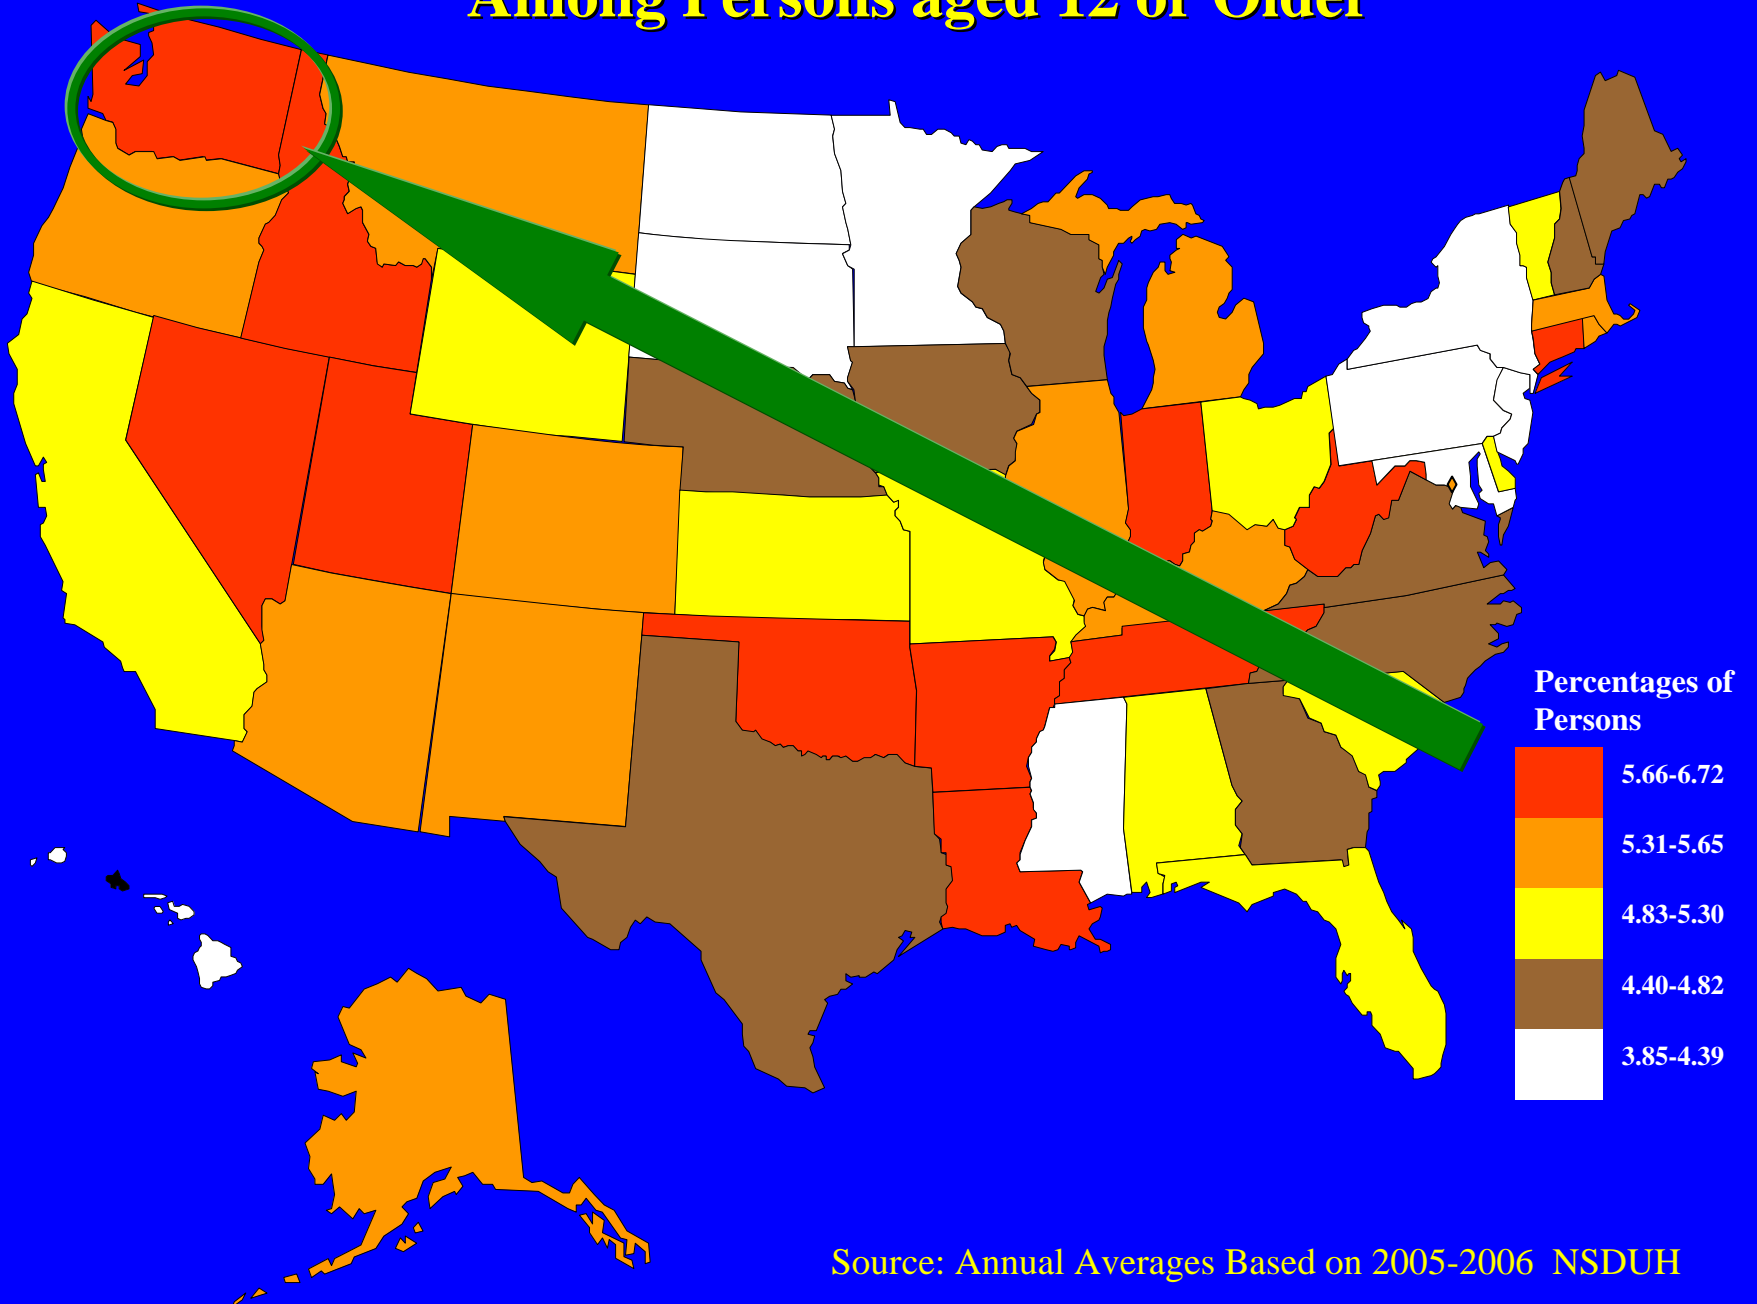 Among Persons aged 12 or Older
Percentages of
Persons
5.66-6.72
5.31-5.65
4.83-5.30
4.40-4.82
3.85-4.39
Source: Annual Averages Based on 2005-2006 NSDUH